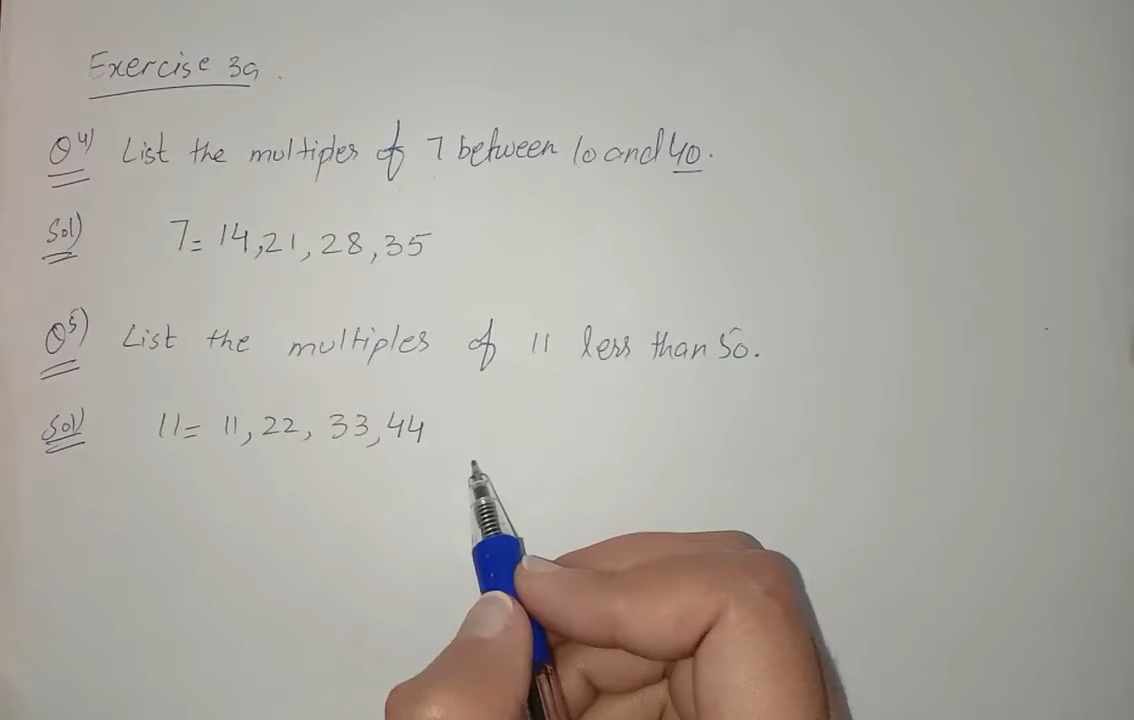 Exercise 3a.
Q4) List the multiples of 7 between 10 and 40.
Sol) 7= 14,21,28,35
Q5) List the multiples of 11 less than 50.
Sol) 11= 11,22, 33,44